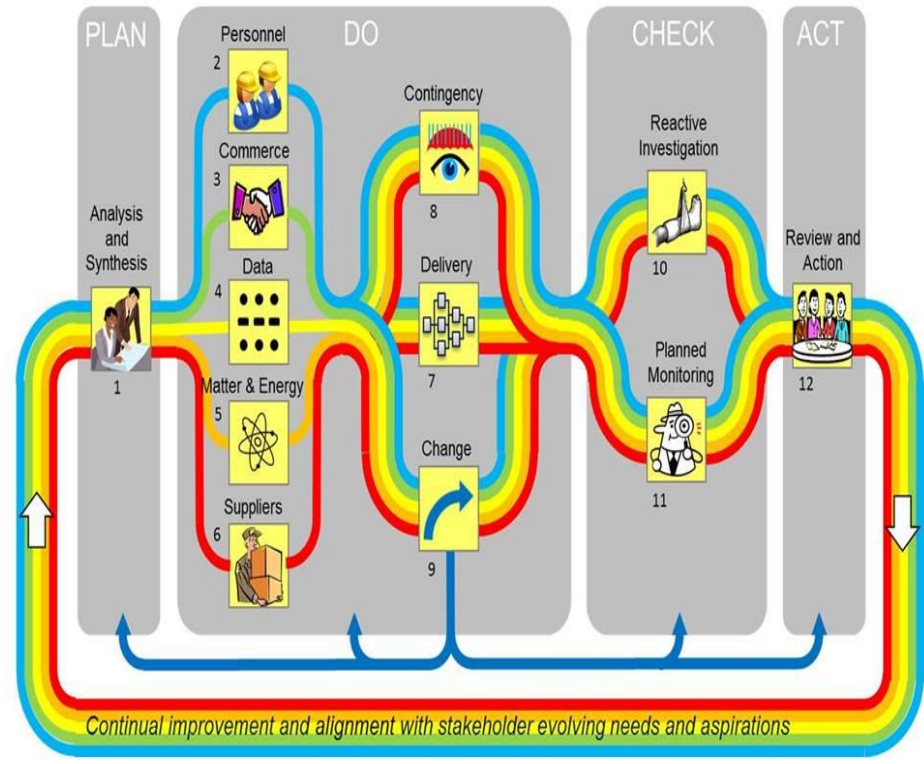 PLAN
DO
CHECK
ACT
Analysis
and
Synthesis
1
Personnel
2
Commerce
3
Data
4
Matter & Energy
5
Suppliers
6
Contingency
8
Delivery
7
Change
9
Reactive
Investigation
10
Planned
Monitoring
11
Review and
Action
12
Continual improvement and alignment with stakeholder evolving needs and aspirations